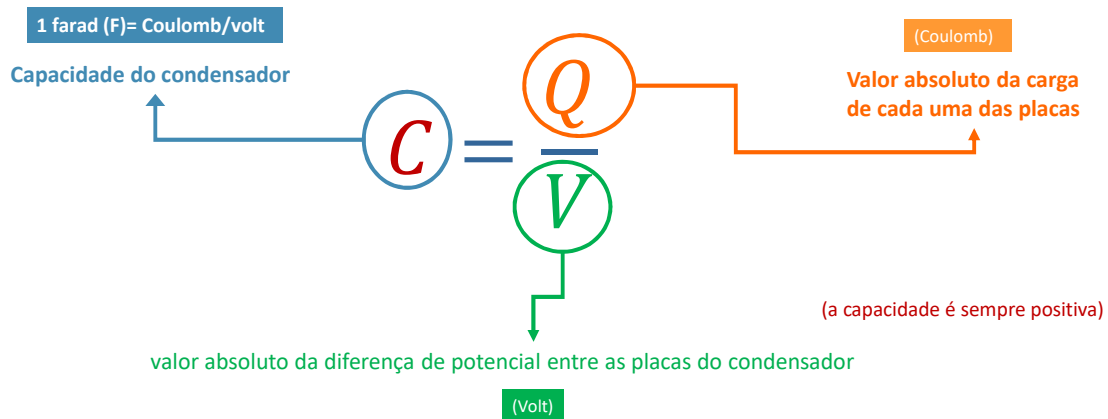 1 farad (F)= Coulomb/volt
(Coulomb)
Capacidade do condensador
Valor absoluto da carga
de cada uma das placas
C = Q / V
(a capacidade é sempre positiva)
valor absoluto da diferença de potencial entre as placas do condensador
(Volt)